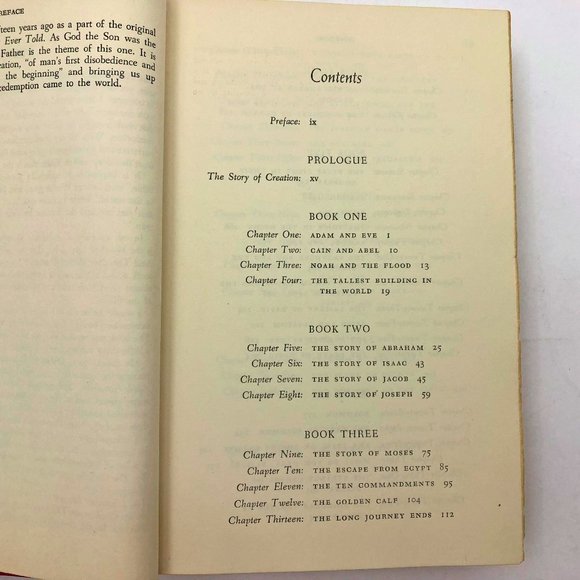 PREFACE
teen years ago as a part of the original
Ever Told. As God the Son was the
Father is the theme of this one. It is
ation, "of man's first disobedience and
the beginning" and bringing us up
edemption came to the world.
Contents
Preface: ix
PROLOGUE
The Story of Creation: xv
BOOK ONE
Chapter One: ADAM AND EVE 1
Chapter Two: CAIN AND ABEL 10
Chapter Three: NOAH AND THE FLOOD 13
Chapter Four: THE TALLEST BUILDING IN
THE WORLD 19
BOOK TWO
Chapter Five: THE STORY OF ABRAHAM 25
Chapter Six: THE STORY OF ISAAC 43
Chapter Seven: THE STORY OF JACOB 45
Chapter Eight: THE STORY OF JOSEPH 59
BOOK THREE
Chapter Nine: THE STORY OF MOSES 75
Chapter Ten: THE ESCAPE FROM EGYPT 85
Chapter Eleven: THE TEN COMMANDMENTS 95
Chapter Twelve: THE GOLDEN CALF 104
Chapter Thirteen: THE LONG JOURNEY ENDS 112